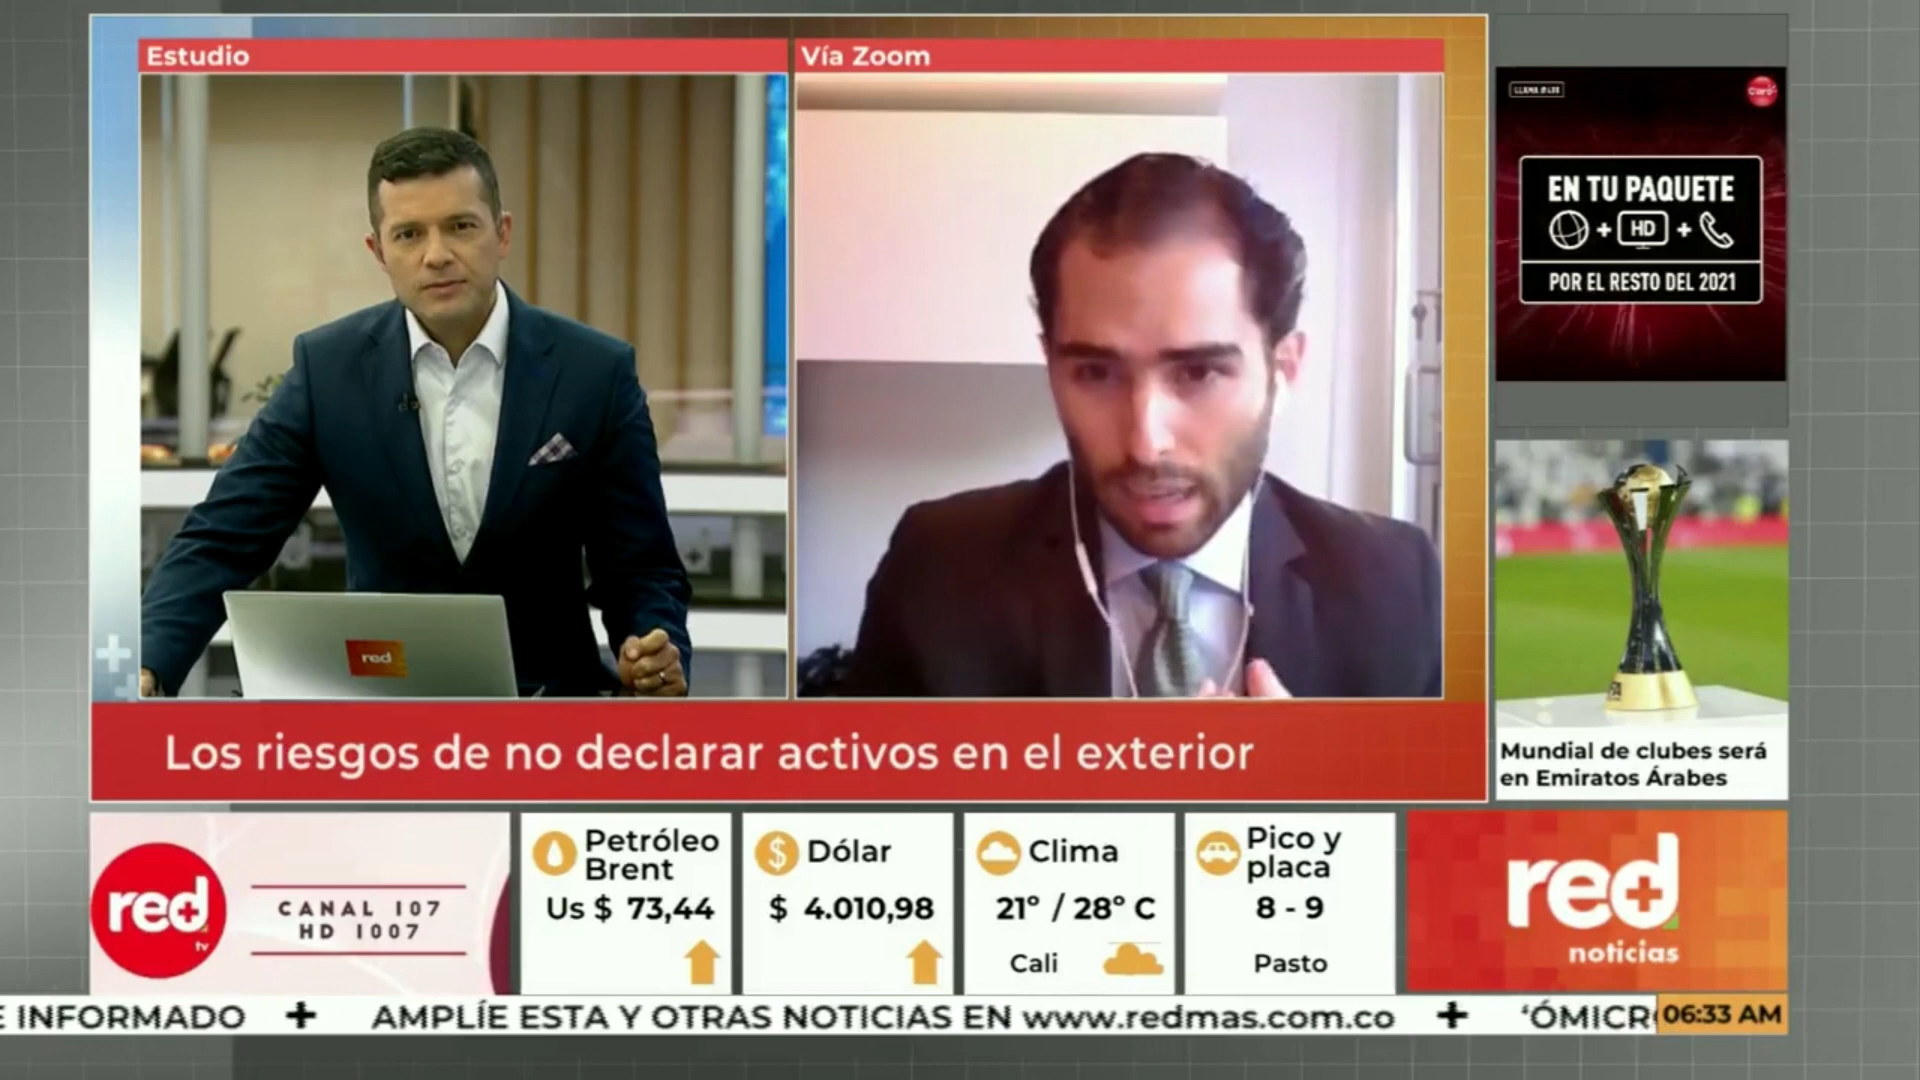 Estudio
Vía Zoom
red
Los riesgos de no declarar activos en el exterior
Claro
EN TU PAQUETE
+ HD +
POR EL RESTO DEL 2021
Mundial de clubes será
en Emiratos Árabes
red+
tv
CANAL 107
HD 1007
Petróleo
Brent
Us $ 73,44
$ Dólar
$ 4.010,98
Clima
21° / 28° C
Cali
Pico y
placa
8 - 9
Pasto
red+
noticias
E INFORMADO + AMPLÍE ESTA Y OTRAS NOTICIAS EN www.redmas.com.co + ‘ÓMICR
06:33 AM